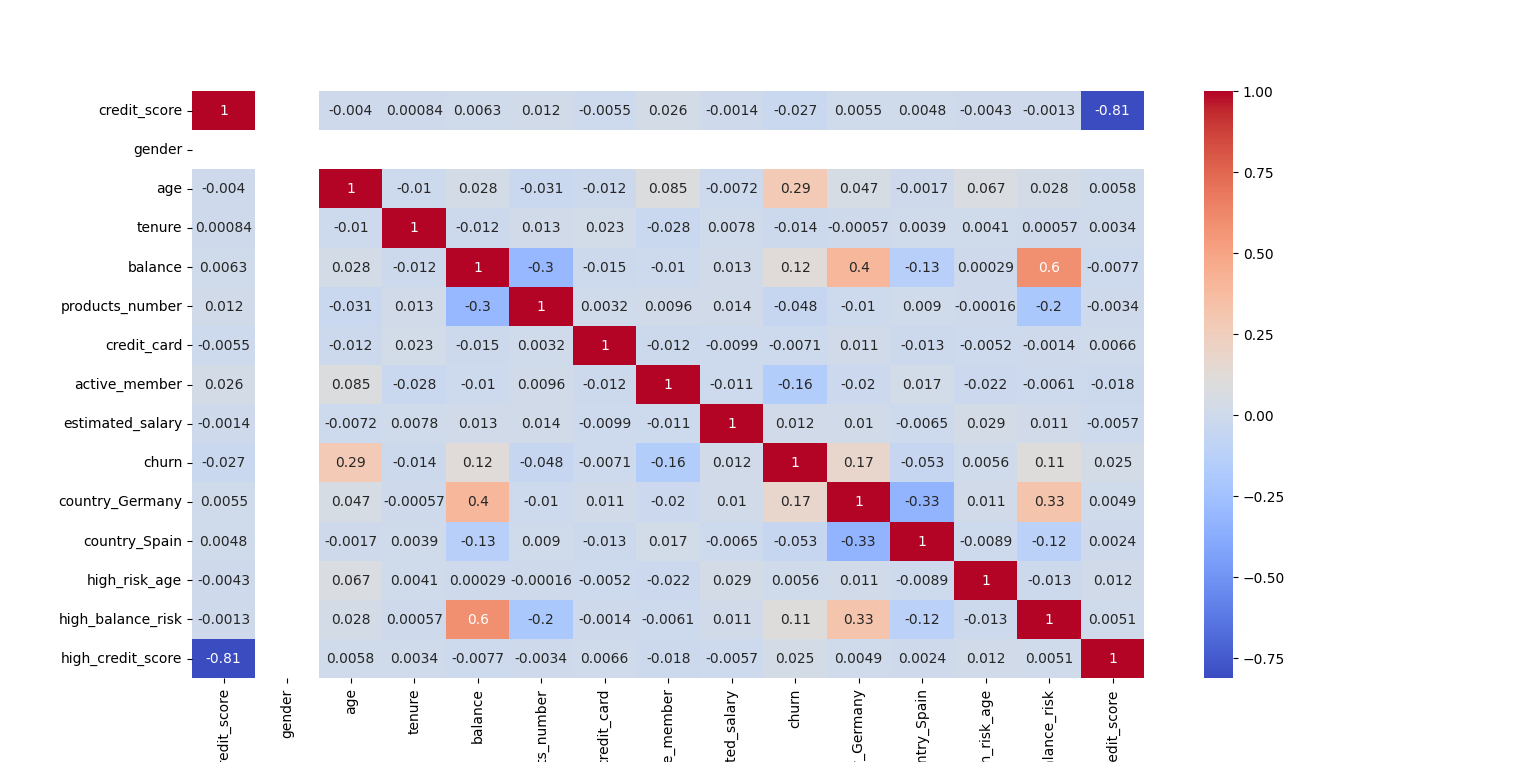 credit_score 1 -0.004 0.00084 0.0063 0.012 -0.0055 0.026 -0.0014 -0.027 0.0055 0.0048 -0.0043 -0.0013 -0.81
gender
age -0.004 1 -0.01 0.028 -0.031 -0.012 0.085 -0.0072 0.29 0.047 -0.0017 0.067 0.028 0.0058
tenure 0.00084 -0.01 1 -0.012 0.013 0.023 -0.028 0.0078 -0.014 -0.00057 0.0039 0.0041 0.00057 0.0034
balance 0.0063 0.028 -0.012 1 -0.3 -0.015 -0.01 0.013 0.12 0.4 -0.13 0.00029 0.6 -0.0077
products_number 0.012 -0.031 0.013 -0.3 1 0.0032 0.0096 0.014 -0.048 -0.01 0.009 -0.00016 -0.2 -0.0034
credit_card -0.0055 -0.012 0.023 -0.015 0.0032 1 -0.012 -0.0099 -0.0071 0.011 -0.013 -0.0052 -0.0014 0.0066
active_member 0.026 0.085 -0.028 -0.01 0.0096 -0.012 1 -0.011 -0.16 -0.02 0.017 -0.022 -0.0061 -0.018
estimated_salary -0.0014 -0.0072 0.0078 0.013 0.014 -0.0099 -0.011 1 0.012 0.01 -0.0065 0.029 0.011 -0.0057
churn -0.027 0.29 -0.014 0.12 -0.048 -0.0071 -0.16 0.012 1 0.17 -0.053 0.0056 0.11 0.025
country_Germany 0.0055 0.047 -0.00057 0.4 -0.01 0.011 -0.02 0.01 0.17 1 -0.33 0.011 0.33 0.0049
country_Spain 0.0048 -0.0017 0.0039 -0.13 0.009 -0.013 0.017 -0.0065 -0.053 -0.33 1 -0.0089 -0.12 0.0024
high_risk_age -0.0043 0.067 0.0041 0.00029 -0.00016 -0.0052 -0.022 0.029 0.0056 0.011 -0.0089 1 -0.013 0.012
high_balance_risk -0.0013 0.028 0.00057 0.6 -0.2 -0.0014 -0.0061 0.011 0.11 0.33 -0.12 -0.013 1 0.0051
high_credit_score -0.81 0.0058 0.0034 -0.0077 -0.0034 0.0066 -0.018 -0.0057 0.025 0.0049 0.0024 0.012 0.0051 1
redit_score
gender
age
tenure
balance
ts_number
credit_card
e_member
ted_salary
churn
_Germany
ntry_Spain
n_risk_age
lance_risk
edit_score
1.00
0.75
0.50
0.25
0.00
−0.25
−0.50
−0.75